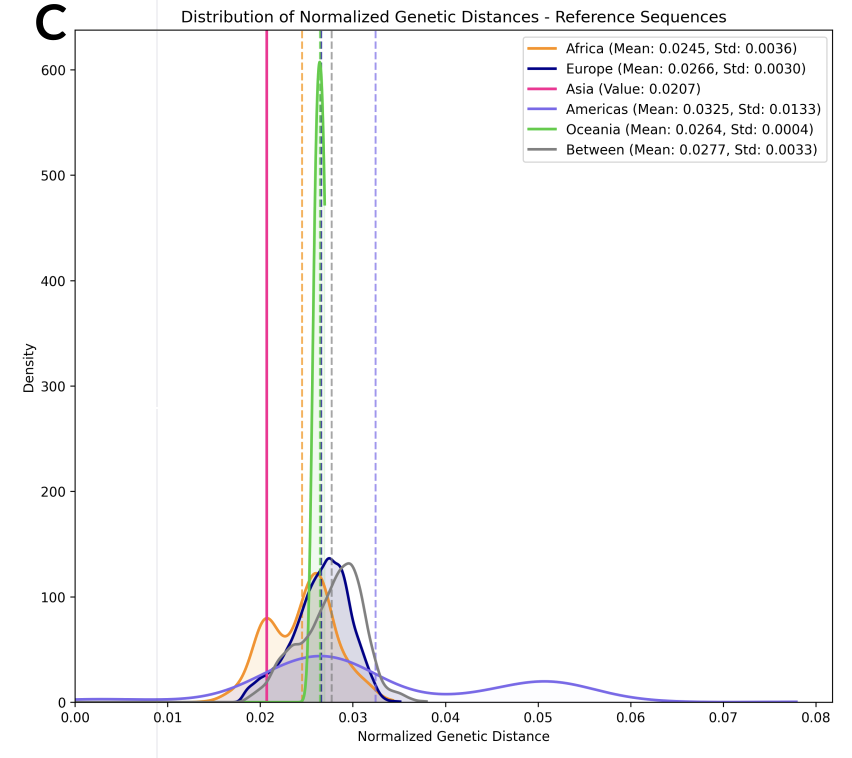 C
Distribution of Normalized Genetic Distances - Reference Sequences
Africa (Mean: 0.0245, Std: 0.0036)
Europe (Mean: 0.0266, Std: 0.0030)
Asia (Value: 0.0207)
Americas (Mean: 0.0325, Std: 0.0133)
Oceania (Mean: 0.0264, Std: 0.0004)
Between (Mean: 0.0277, Std: 0.0033)
600
500
400
300
200
100
0
Density
0.00 0.01 0.02 0.03 0.04 0.05 0.06 0.07 0.08
Normalized Genetic Distance